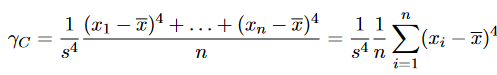 γ_C = \frac{1}{s^4} \frac{(x_1 − \overline{x})^4 + … + (x_n − \overline{x})^4}{n} = \frac{1}{s^4} \frac{1}{n} \sum_{i=1}^{n} (x_i − \overline{x})^4